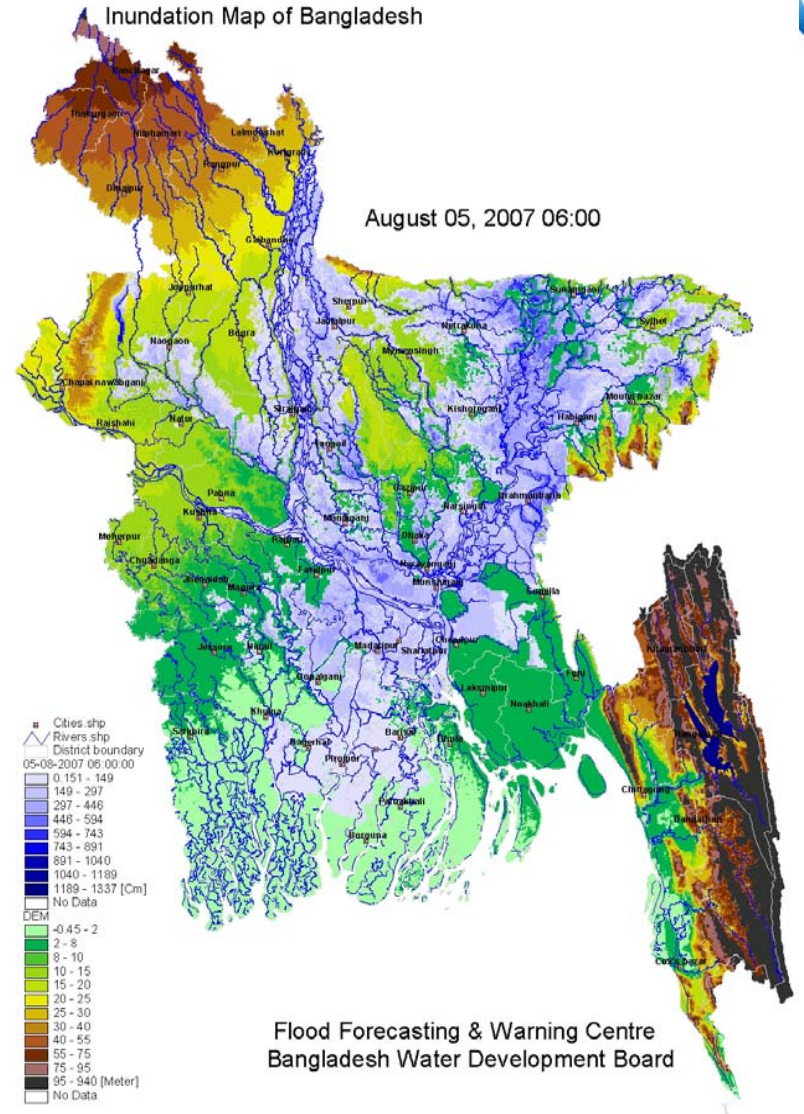 Inundation Map of Bangladesh
Panchagar
Thakurgaon
Nilphamari
Lalmonirhat
Kurigram
Rangpur
Dinajpur
August 05, 2007 06:00
Gaibandha
Sunamganj
Joypurhat
Sherpur
Jamalpur
Netrakona
Sylhet
Naogaon
Bogra
Mymensingh
Chapai nawabganj
Moulvi bazar
Sirajganj
Kishoreganj
Habiganj
Rajshahi
Nator
Tangail
Pabna
Gazipur
Brahmanbaria
Kushtia
Manikganj
Narsingdi
Meherpur
Dhaka
Rajbari
Chuadanga
Faridpur
Narayanganj
Jhenaidah
Magura
Munshiganj
Comilla
Jessore
Narail
Madaripur
Shariatpur
Chandpur
Khagrachhari
Gopalganj
Feni
Lakshmipur
Noakhali
Khulna
Satkhira
Bagerhat
Barisal
Bhola
Rangamati
Pirojpur
Chittagong
Patuakhali
Bandarban
Barguna
Cox's bazar
Cities.shp
Rivers.shp
District boundary
05-08-2007 06:00:00
0.151 - 149
149 - 297
297 - 446
446 - 594
594 - 743
743 - 891
891 - 1040
1040 - 1189
1189 - 1337 [Cm]
No Data
DEM
-0.45 - 2
2 - 8
8 - 10
10 - 15
15 - 20
20 - 25
25 - 30
30 - 40
40 - 55
55 - 75
75 - 95
95 - 940 [Meter]
No Data
Flood Forecasting & Warning Centre
Bangladesh Water Development Board